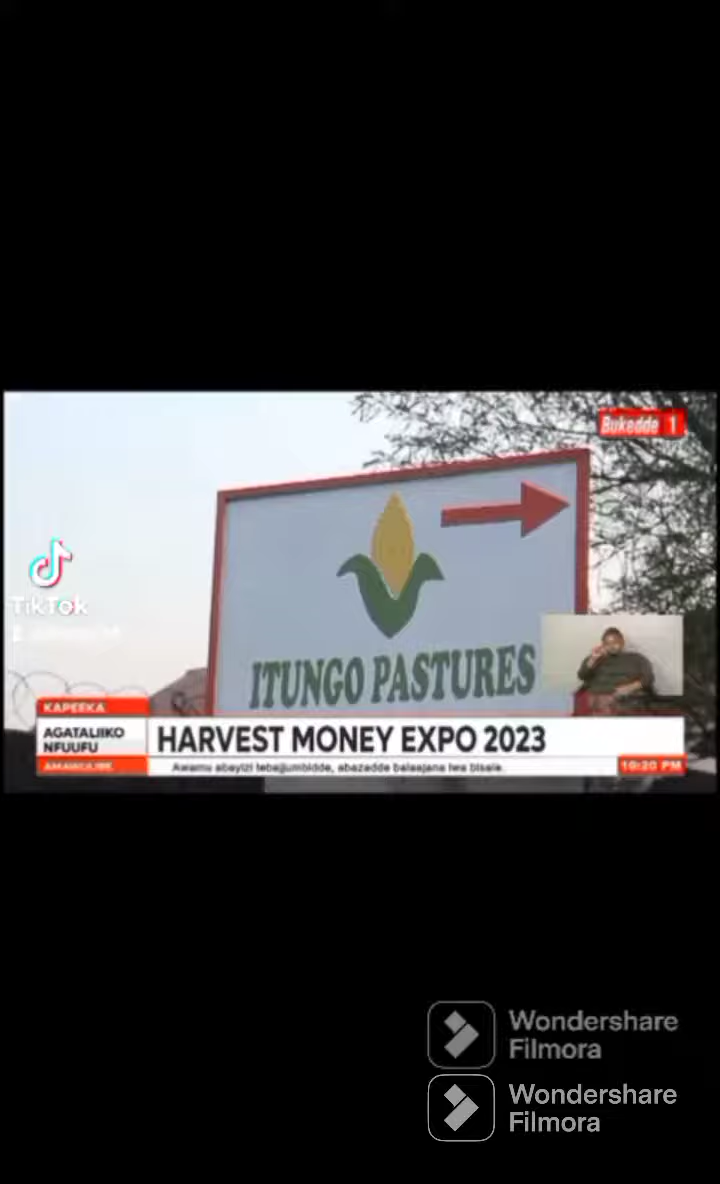 Bukedde 1
TikTok
ITUNGO PASTURES
KAPEEKA
AGATALIIKO
NFUUFU
HARVEST MONEY EXPO 2023
Awamu abayizi tebajjumbidde, abazadde balaajana lwa bisale.
10:20 PM
Wondershare
Filmora
Wondershare
Filmora